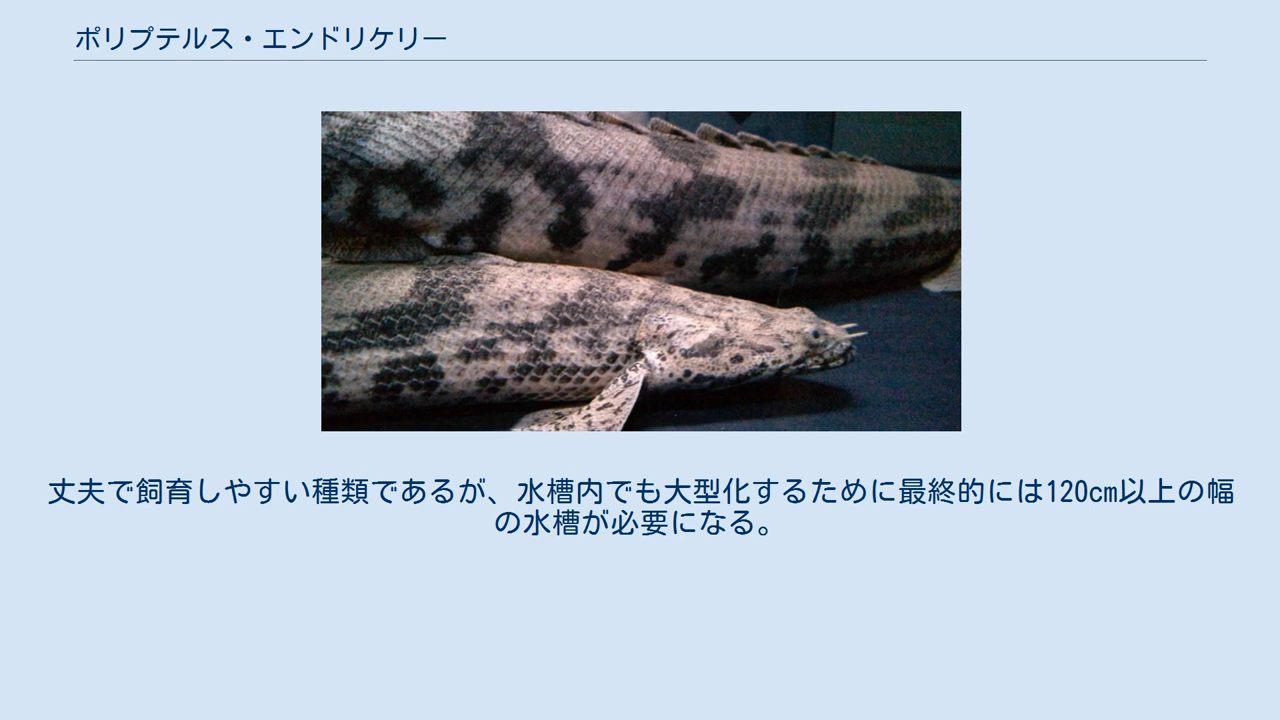 ポリプテルス・エンドリケリー
丈夫で飼育しやすい種類であるが、水槽内でも大型化するために最終的には120cm以上の幅
の水槽が必要になる。